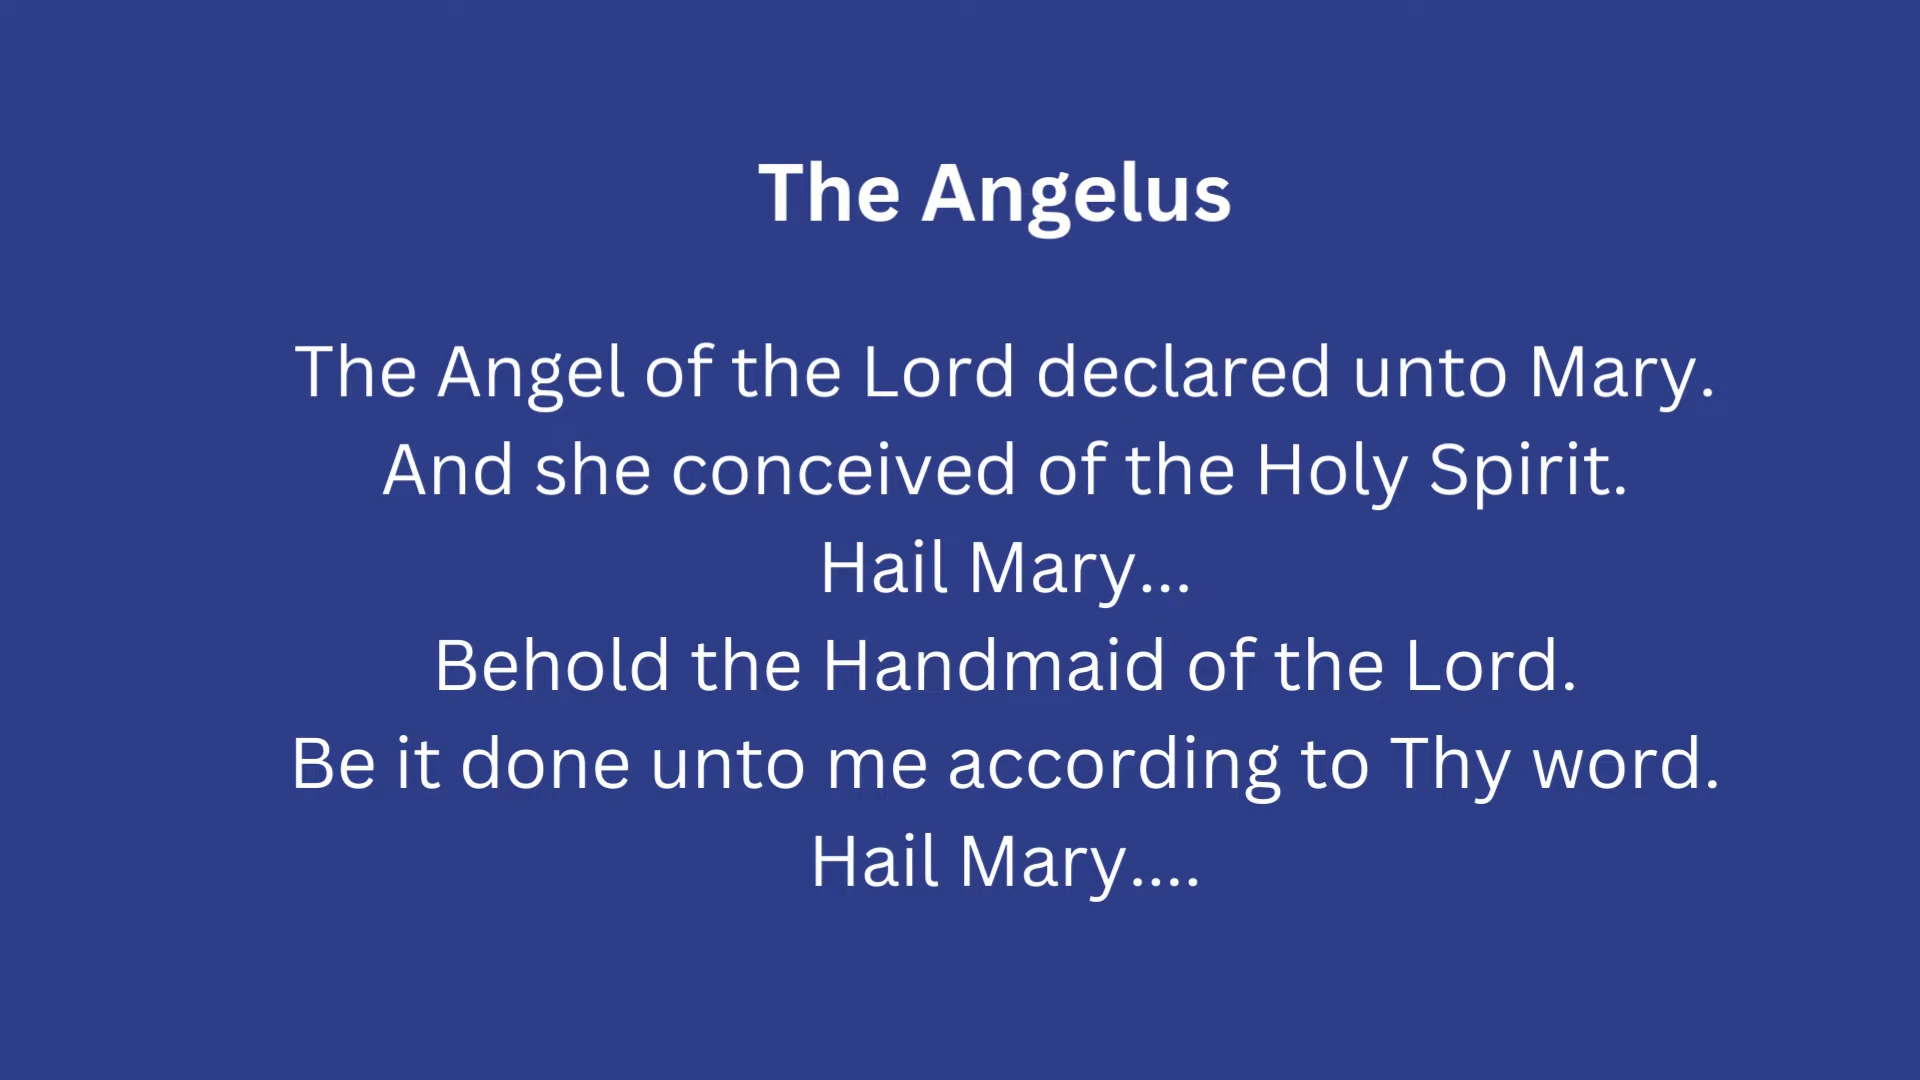 The Angelus
The Angel of the Lord declared unto Mary.
And she conceived of the Holy Spirit.
Hail Mary...
Behold the Handmaid of the Lord.
Be it done unto me according to Thy word.
Hail Mary....